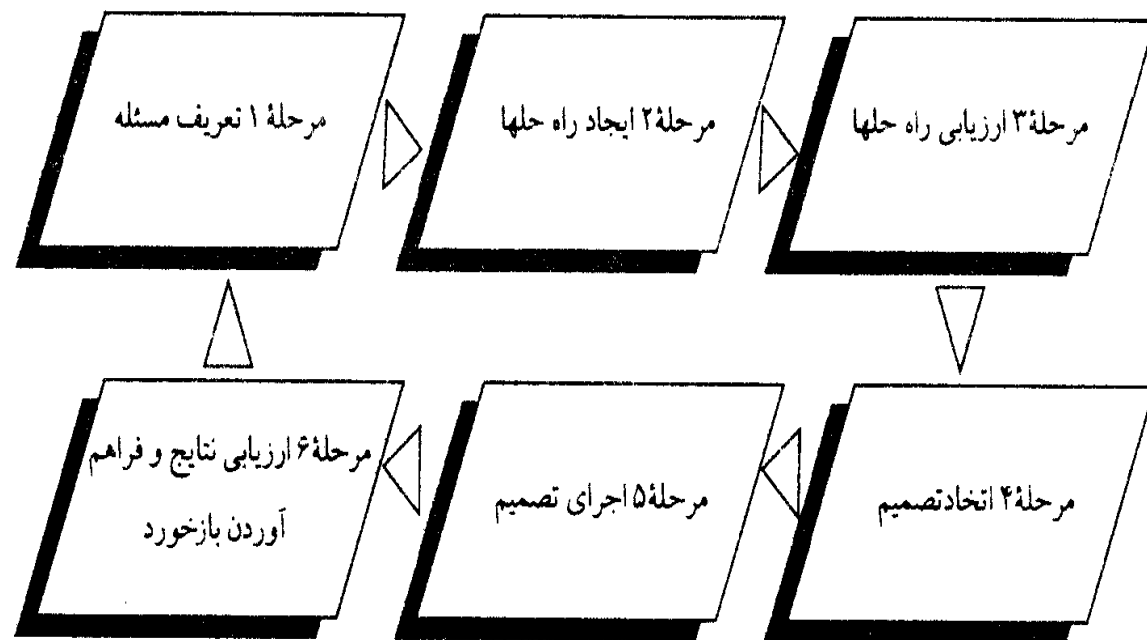 مرحلهٔ ۱ تعریف مسئله
مرحلهٔ۲ ایجاد راه حلها
مرحلهٔ۳ ارزیابی راه حلها
مرحلهٔ۴ اتخادتصمیم
مرحلهٔ۵ اجرای تصمیم
مرحلهٔ۶ ارزیابی نتایج و فراهم
آوردن بازخورد